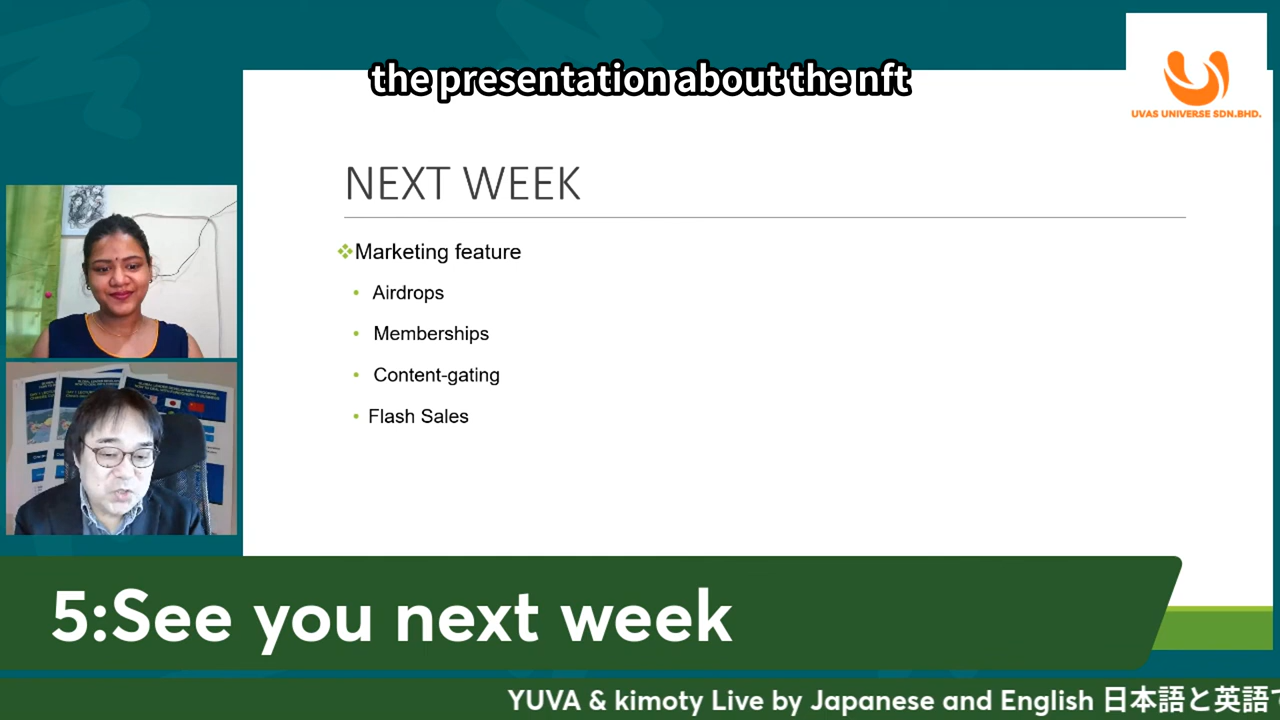 the presentation about the nft
UVAS UNIVERSE SDN.BHD.
NEXT WEEK
Marketing feature
Airdrops
Memberships
Content-gating
Flash Sales
5:See you next week
YUVA & kimoty Live by Japanese and English 日本語と英語で